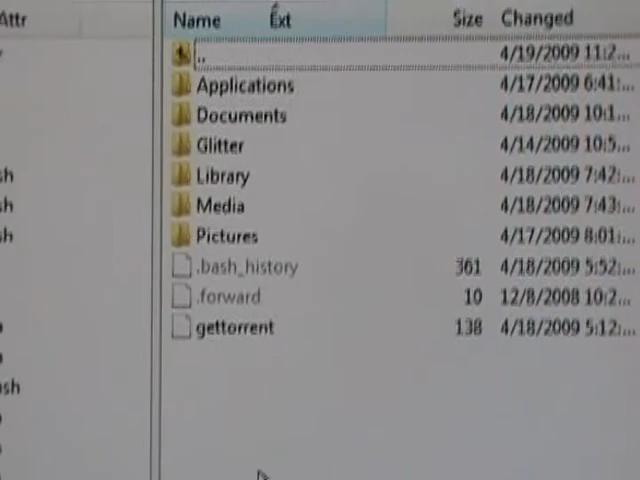 Attr
Name Ext Size Changed
.. 4/19/2009 11:2...
Applications 4/17/2009 6:41:...
Documents 4/18/2009 10:1...
Glitter 4/14/2009 10:5...
Library 4/18/2009 7:42:...
Media 4/18/2009 7:43:...
Pictures 4/17/2009 8:01:...
.bash_history 361 4/18/2009 5:52:...
.forward 10 12/8/2008 10:2...
gettorrent 138 4/18/2009 5:12:...
sh
sh
sh
ash